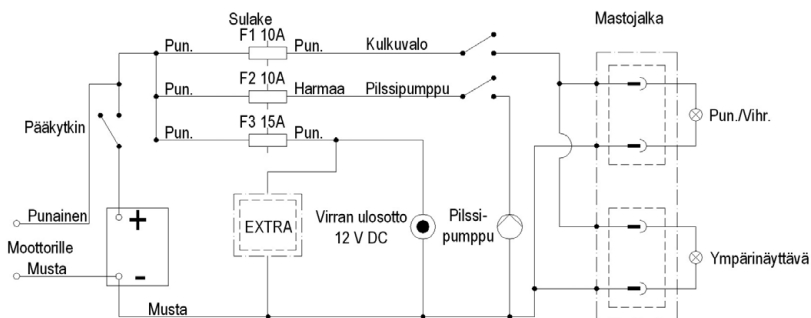 Sulake
Mastojalka
F1 10A
Pun.
Pun.
Kulkuvalo
F2 10A
Pun.
Harmaa
Pilssipumppu
Pun./Vihr.
Pääkytkin
F3 15A
Pun.
Pun.
Punainen
+
EXTRA
Virran ulosotto
12 V DC
Pilssi-
pumppu
Moottorille
Musta
-
Ympärinäyttävä
Musta